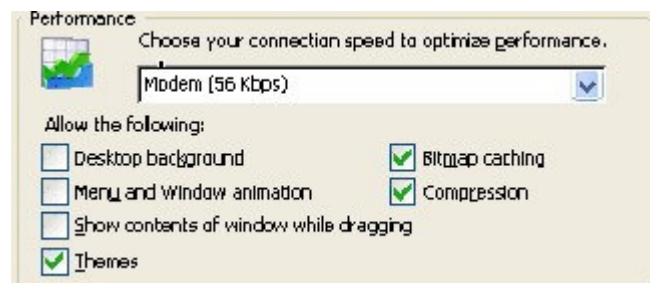 Performance
Choose your connection speed to optimize performance.
Modem (56 Kbps)
Allow the following:
Desktop background
Bitmap caching
Menu and Window animation
Compression
Show contents of window while dragging
Themes